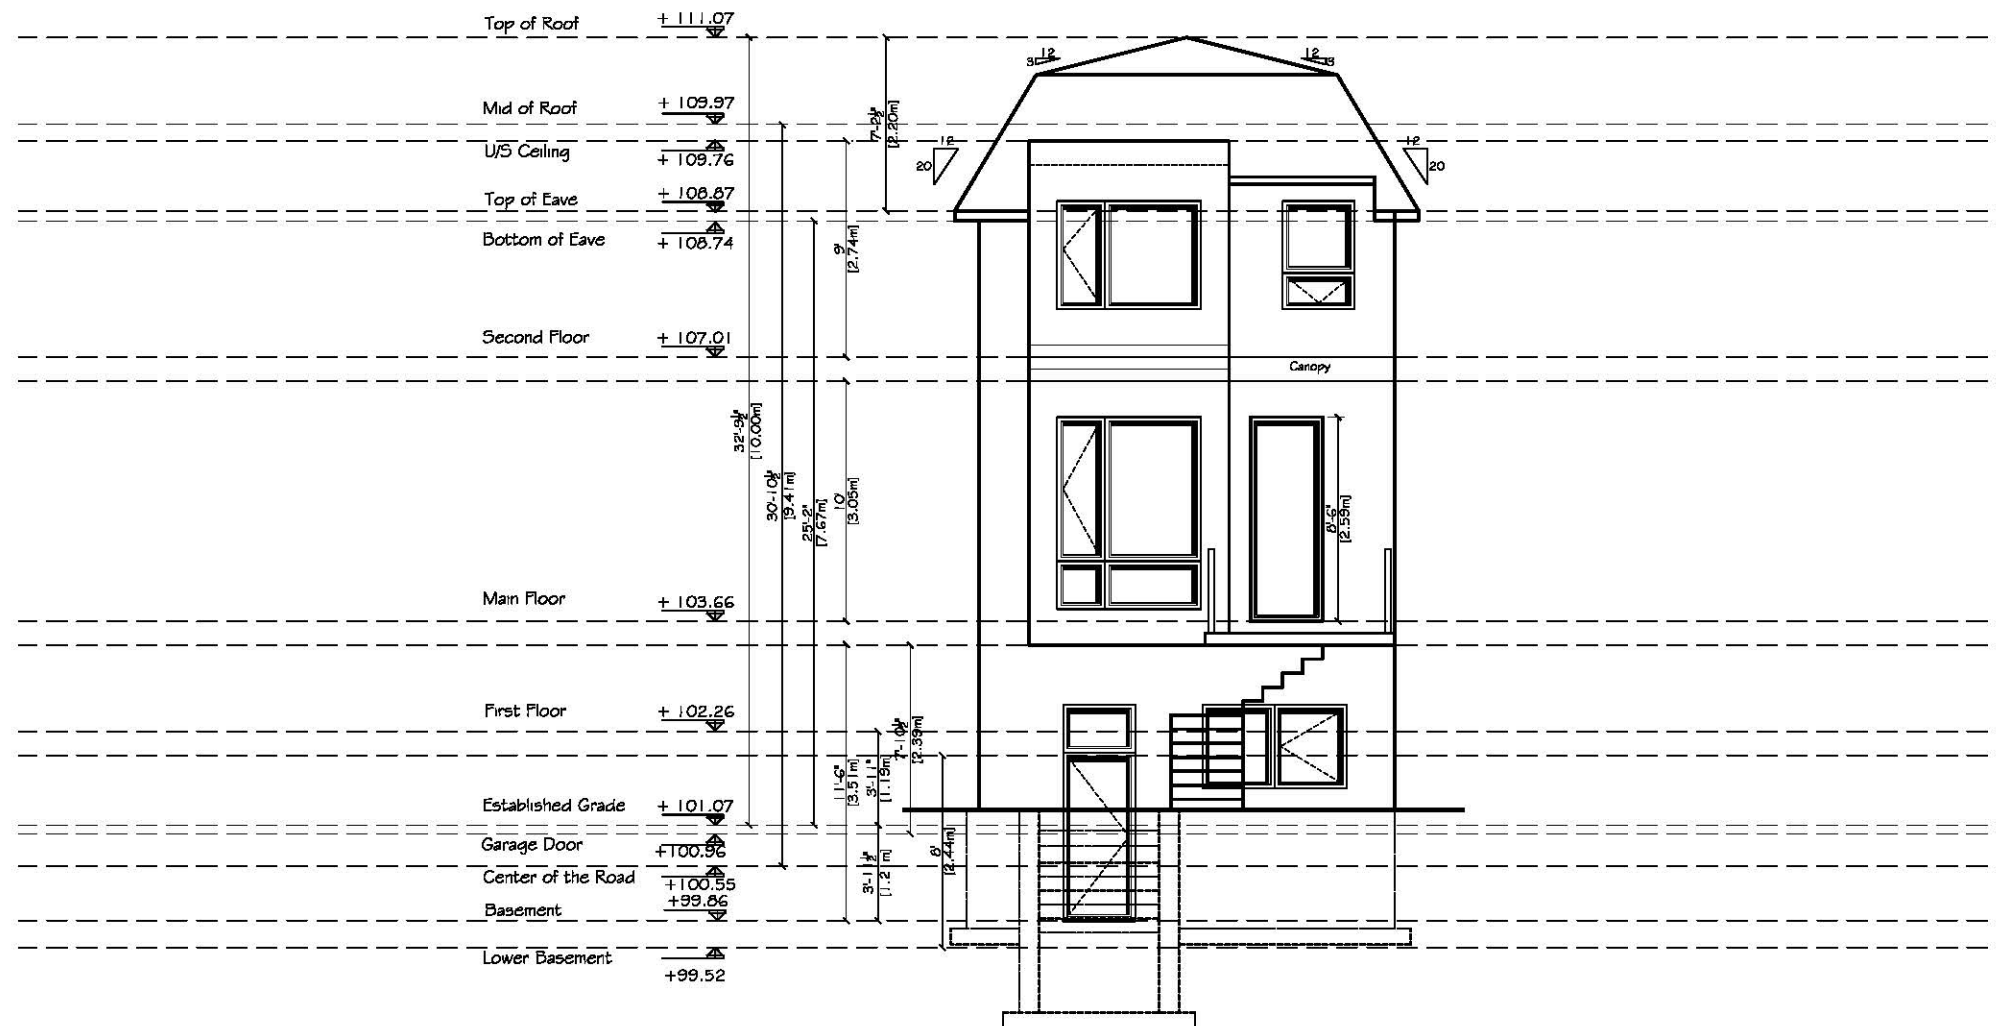 Top of Roof + 111.07
Mid of Roof + 109.97
U/S Ceiling + 109.76
Top of Eave + 108.87
Bottom of Eave + 108.74
Second Floor + 107.01
Main Floor + 103.66
First Floor + 102.26
Established Grade + 101.07
Garage Door +100.96
Center of the Road +100.55
Basement +99.86
Lower Basement +99.52
32'-9½"
[10.00m]
30'-10½"
[9.41m]
25'-2"
[7.67m]
9'
[2.74m]
10'
[3.05m]
7'-2½"
[2.20m]
11'-6"
[3.51m]
3'-11"
[1.19m]
7'-10½"
[2.39m]
3'-11½"
[1.2 m]
8'
[2.44m]
12
3
12
3
12
20
12
20
Canopy
8'-6"
[2.59m]